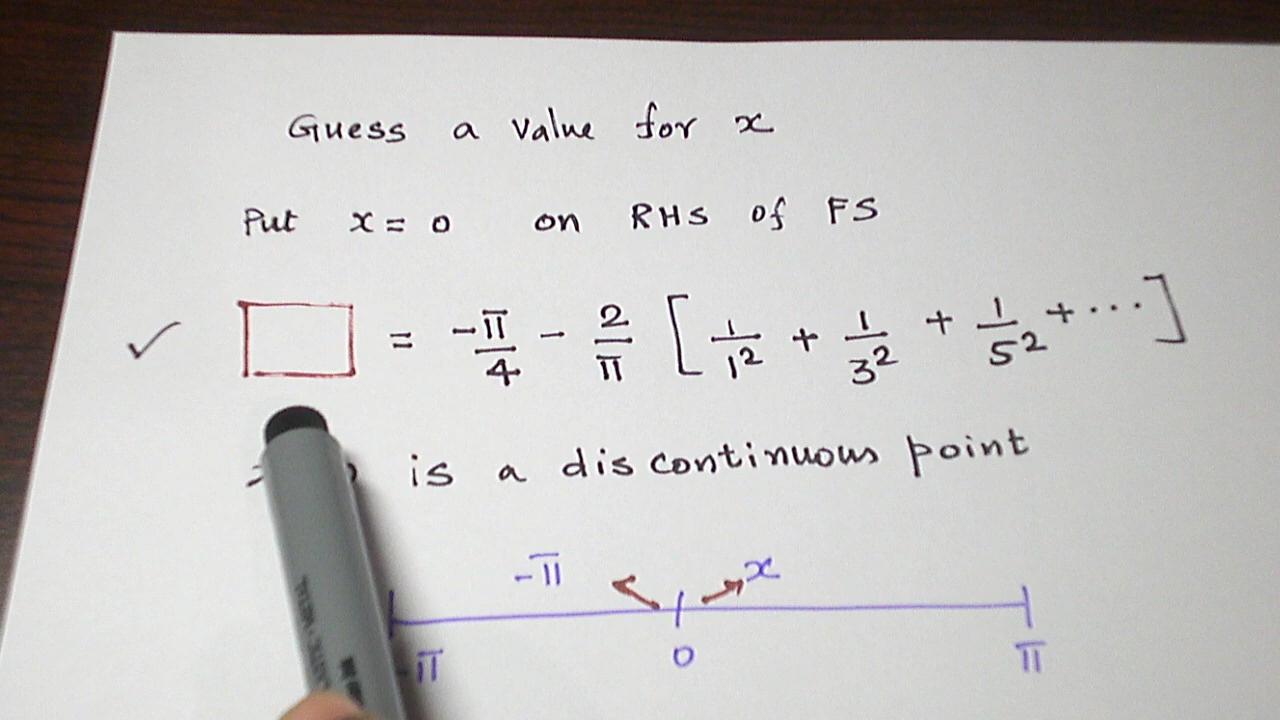 Guess a value for x
Put x = 0 on RHS of FS
✓ □ = -π/4 - 2/π [ 1/1² + 1/3² + 1/5² + ··· ]
is a discontinuous point
-π x
-π 0 π